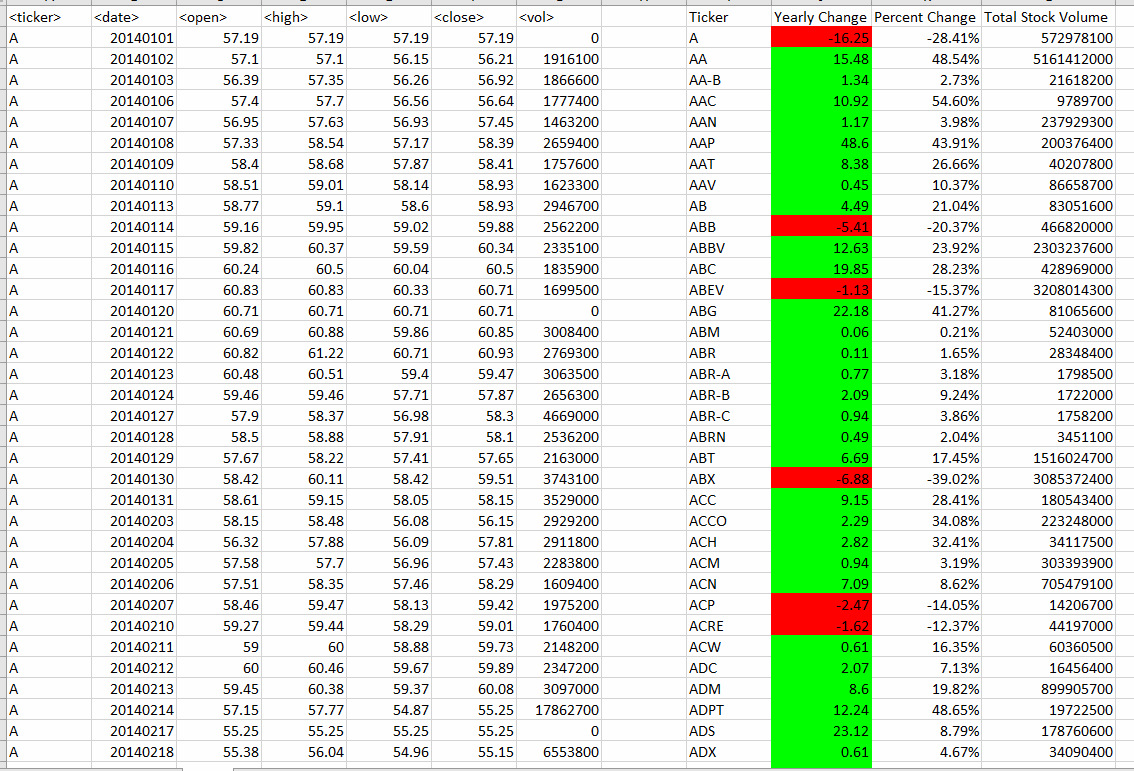 <ticker> <date> <open> <high> <low> <close> <vol> Ticker Yearly Change Percent Change Total Stock Volume
A 20140101 57.19 57.19 57.19 57.19 0 A -16.25 -28.41% 572978100
A 20140102 57.1 57.1 56.15 56.21 1916100 AA 15.48 48.54% 5161412000
A 20140103 56.39 57.35 56.26 56.92 1866600 AA-B 1.34 2.73% 21618200
A 20140106 57.4 57.7 56.56 56.64 1777400 AAC 10.92 54.60% 9789700
A 20140107 56.95 57.63 56.93 57.45 1463200 AAN 1.17 3.98% 237929300
A 20140108 57.33 58.54 57.17 58.39 2659400 AAP 48.6 43.91% 200376400
A 20140109 58.4 58.68 57.87 58.41 1757600 AAT 8.38 26.66% 40207800
A 20140110 58.51 59.01 58.14 58.93 1623300 AAV 0.45 10.37% 86658700
A 20140113 58.77 59.1 58.6 58.93 2946700 AB 4.49 21.04% 83051600
A 20140114 59.16 59.95 59.02 59.88 2562200 ABB -5.41 -20.37% 466820000
A 20140115 59.82 60.37 59.59 60.34 2335100 ABBV 12.63 23.92% 2303237600
A 20140116 60.24 60.5 60.04 60.5 1835900 ABC 19.85 28.23% 428969000
A 20140117 60.83 60.83 60.33 60.71 1699500 ABEV -1.13 -15.37% 3208014300
A 20140120 60.71 60.71 60.71 60.71 0 ABG 22.18 41.27% 81065600
A 20140121 60.69 60.88 59.86 60.85 3008400 ABM 0.06 0.21% 52403000
A 20140122 60.82 61.22 60.71 60.93 2769300 ABR 0.11 1.65% 28348400
A 20140123 60.48 60.51 59.4 59.47 3063500 ABR-A 0.77 3.18% 1798500
A 20140124 59.46 59.46 57.71 57.87 2656300 ABR-B 2.09 9.24% 1722000
A 20140127 57.9 58.37 56.98 58.3 4669000 ABR-C 0.94 3.86% 1758200
A 20140128 58.5 58.88 57.91 58.1 2536200 ABRN 0.49 2.04% 3451100
A 20140129 57.67 58.22 57.41 57.65 2163000 ABT 6.69 17.45% 1516024700
A 20140130 58.42 60.11 58.42 59.51 3743100 ABX -6.88 -39.02% 3085372400
A 20140131 58.61 59.15 58.05 58.15 3529000 ACC 9.15 28.41% 180543400
A 20140203 58.15 58.48 56.08 56.15 2929200 ACCO 2.29 34.08% 223248000
A 20140204 56.32 57.88 56.09 57.81 2911800 ACH 2.82 32.41% 34117500
A 20140205 57.58 57.7 56.96 57.43 2283800 ACM 0.94 3.19% 303393900
A 20140206 57.51 58.35 57.46 58.29 1609400 ACN 7.09 8.62% 705479100
A 20140207 58.46 59.47 58.13 59.42 1975200 ACP -2.47 -14.05% 14206700
A 20140210 59.27 59.44 58.29 59.01 1760400 ACRE -1.62 -12.37% 44197000
A 20140211 59 60 58.88 59.73 2148200 ACW 0.61 16.35% 60360500
A 20140212 60 60.46 59.67 59.89 2347200 ADC 2.07 7.13% 16456400
A 20140213 59.45 60.38 59.37 60.08 3097000 ADM 8.6 19.82% 899905700
A 20140214 57.15 57.77 54.87 55.25 17862700 ADPT 12.24 48.65% 19722500
A 20140217 55.25 55.25 55.25 55.25 0 ADS 23.12 8.79% 178760600
A 20140218 55.38 56.04 54.96 55.15 6553800 ADX 0.61 4.67% 34090400